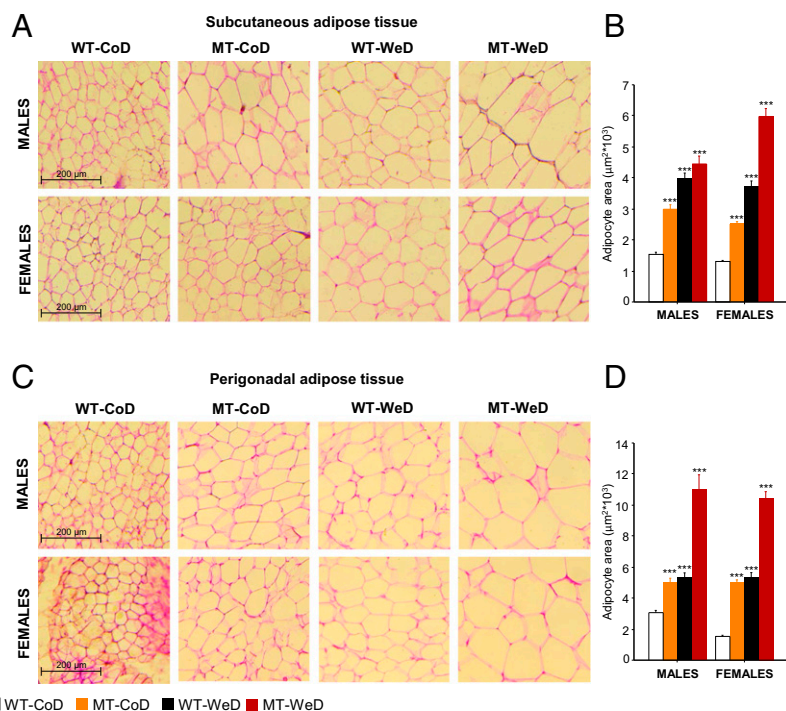 A
Subcutaneous adipose tissue
WT-CoD MT-CoD WT-WeD MT-WeD
MALES
200 µm
FEMALES
200 µm
B
Adipocyte area (µm²*10³)
7
6
5
4
3
2
1
0
***
***
***
***
***
***
MALES FEMALES
C
Perigonadal adipose tissue
WT-CoD MT-CoD WT-WeD MT-WeD
MALES
200 µm
FEMALES
200 µm
D
Adipocyte area (µm²*10³)
14
12
10
8
6
4
2
0
***
***
***
***
***
***
MALES FEMALES
WT-CoD MT-CoD WT-WeD MT-WeD